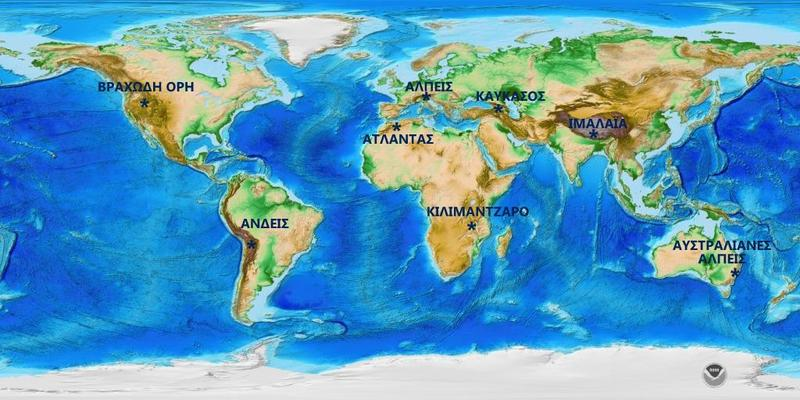 ΒΡΑΧΩΔΗ ΟΡΗ
ΑΛΠΕΙΣ
ΚΑΥΚΑΣΟΣ
ΙΜΑΛΑΪΑ
ΑΤΛΑΝΤΑΣ
ΑΝΔΕΙΣ
ΚΙΛΙΜΑΝΤΖΑΡΟ
ΑΥΣΤΡΑΛΙΑΝΕΣ
ΑΛΠΕΙΣ